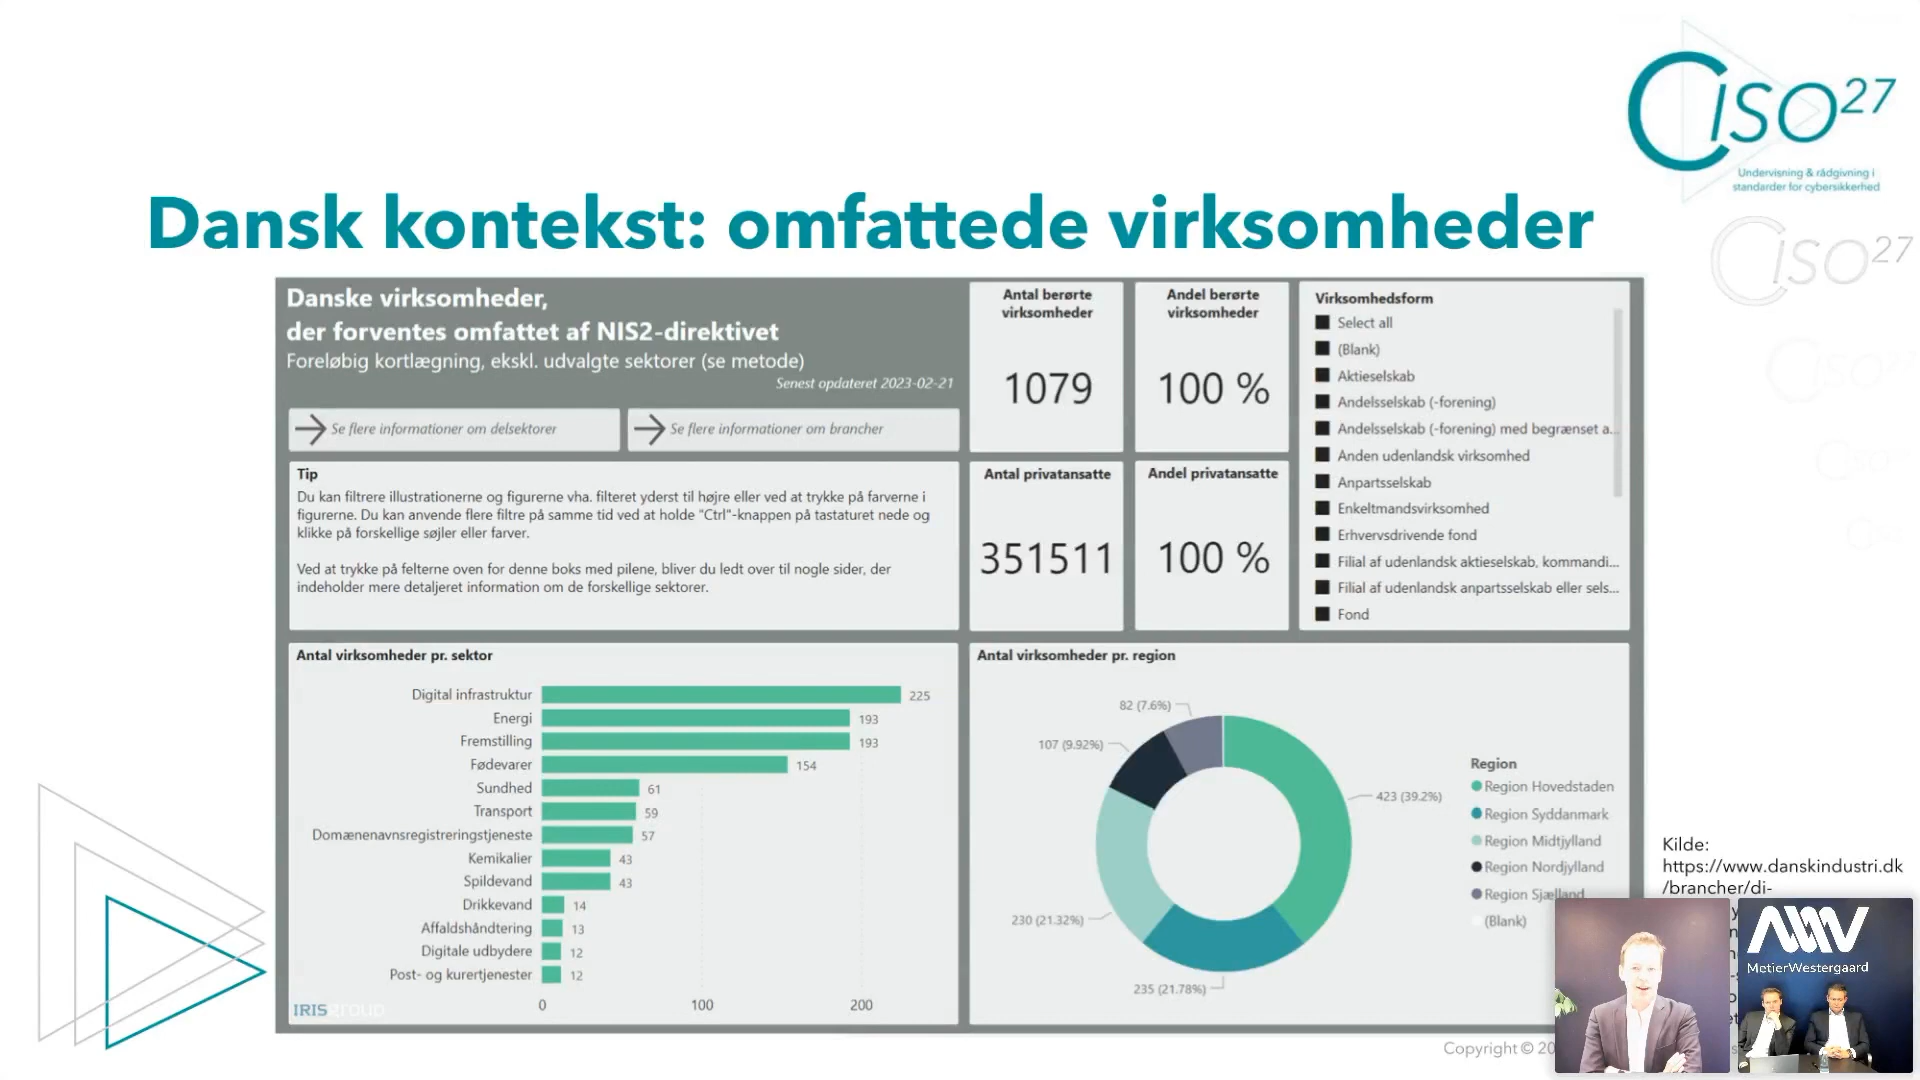 CISO27
Undervisning & rådgivning i
standarder for cybersikkerhed
Dansk kontekst: omfattede virksomheder
CISO27
Danske virksomheder,
der forventes omfattet af NIS2-direktivet
Foreløbig kortlægning, ekskl. udvalgte sektorer (se metode)
Senest opdateret 2023-02-21
Se flere informationer om delsektorer
Se flere informationer om brancher
Tip
Du kan filtrere illustrationerne og figurerne vha. filteret yderst til højre eller ved at trykke på farverne i
figurerne. Du kan anvende flere filtre på samme tid ved at holde "Ctrl"-knappen på tastaturet nede og
klikke på forskellige søjler eller farver.
Ved at trykke på felterne oven for denne boks med pilene, bliver du ledt over til nogle sider, der
indeholder mere detaljeret information om de forskellige sektorer.
Antal berørte
virksomheder
1079
Andel berørte
virksomheder
100 %
Antal privatansatte
351511
Andel privatansatte
100 %
Virksomhedsform
Select all
(Blank)
Aktieselskab
Andelsselskab (-forening)
Andelsselskab (-forening) med begrænset a...
Anden udenlandsk virksomhed
Anpartsselskab
Enkeltmandsvirksomhed
Erhvervsdrivende fond
Filial af udenlandsk aktieselskab, kommandi...
Filial af udenlandsk anpartsselskab eller sels...
Fond
Antal virksomheder pr. sektor
Digital infrastruktur 225
Energi 193
Fremstilling 193
Fødevarer 154
Sundhed 61
Transport 59
Domænenavnsregistreringstjeneste 57
Kemikalier 43
Spildevand 43
Drikkevand 14
Affaldshåndtering 13
Digitale udbydere 12
Post- og kurertjenester 12
0 100 200
IRISgroup
Antal virksomheder pr. region
82 (7.6%)
107 (9.92%)
423 (39.2%)
230 (21.32%)
235 (21.78%)
Region
Region Hovedstaden
Region Syddanmark
Region Midtjylland
Region Nordjylland
Region Sjælland
(Blank)
Kilde:
https://www.danskindustri.dk
/brancher/di-
MetierWestergaard
Copyright © 20